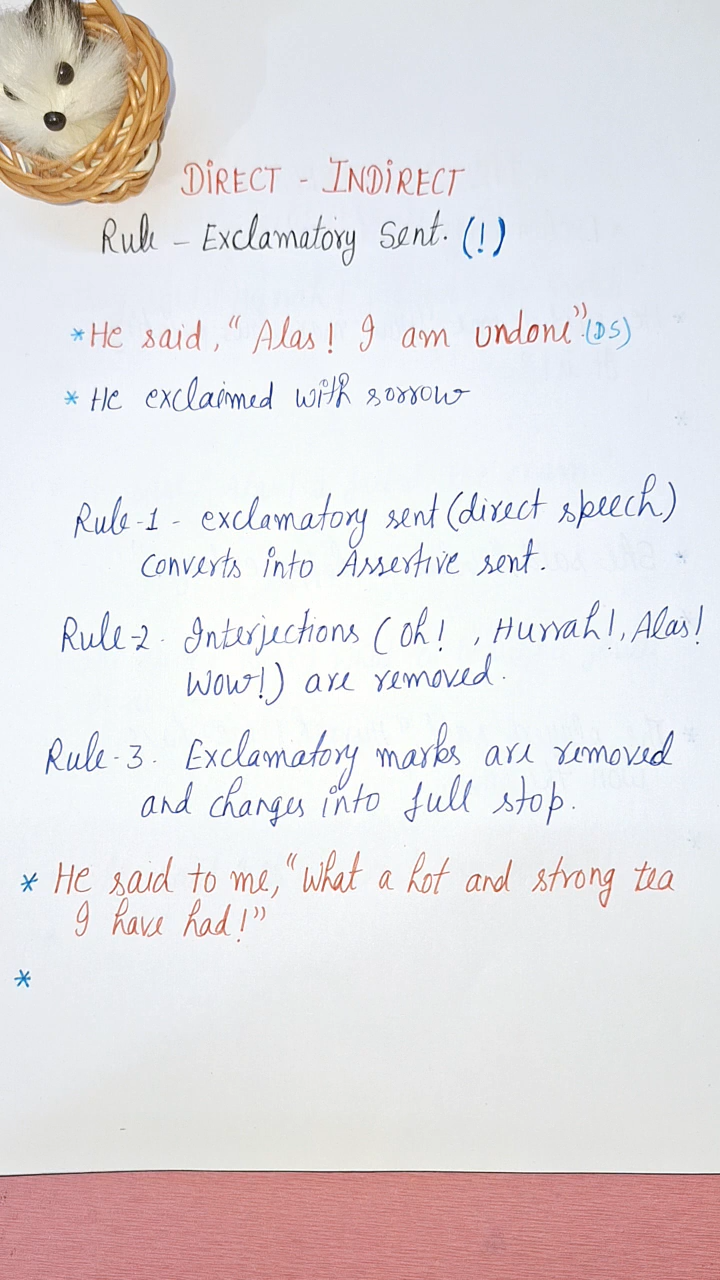 DIRECT - INDIRECT
Rule - Exclamatory Sent. (!)
* He said, "Alas! I am undone". (DS)
* He exclaimed with sorrow
Rule-1 - exclamatory sent (direct speech)
converts into Assertive sent.
Rule-2. Interjections (Oh! , Hurrah!, Alas!
Wow!) are removed.
Rule-3. Exclamatory marks are removed
and changes into full stop.
* He said to me, "What a hot and strong tea
I have had!"
*